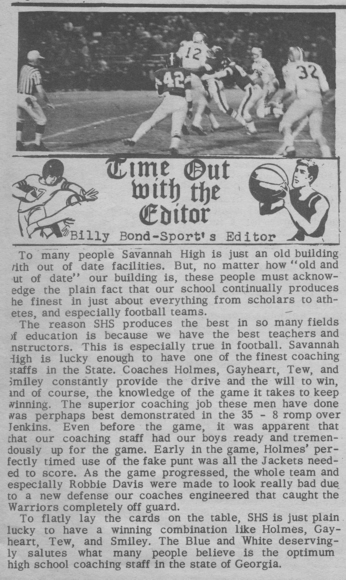 12
42
32
Time Out
with the
Editor
Billy Bond-Sport's Editor
To many people Savannah High is just an old building
ith out of date facilities. But, no matter how "old and
ut of date" our building is, these people must acknow-
edge the plain fact that our school continually produces
he finest in just about everything from scholars to ath-
etes, and especially football teams.
The reason SHS produces the best in so many fields
f education is because we have the best teachers and
nstructors. This is especially true in football. Savannah
High is lucky enough to have one of the finest coaching
taffs in the State. Coaches Holmes, Gayheart, Tew, and
Smiley constantly provide the drive and the will to win,
and of course, the knowledge of the game it takes to keep
winning. The superior coaching job these men have done
was perphaps best demonstrated in the 35 - 8 romp over
Jenkins. Even before the game, it was apparent that
that our coaching staff had our boys ready and tremen-
dously up for the game. Early in the game, Holmes' per-
fectly timed use of the fake punt was all the Jackets need-
ed to score. As the game progressed, the whole team and
especially Robbie Davis were made to look really bad due
to a new defense our coaches engineered that caught the
Warriors completely off guard.
To flatly lay the cards on the table, SHS is just plain
lucky to have a winning combination like Holmes, Gay-
heart, Tew, and Smiley. The Blue and White deserving-
ly salutes what many people believe is the optimum
high school coaching staff in the state of Georgia.